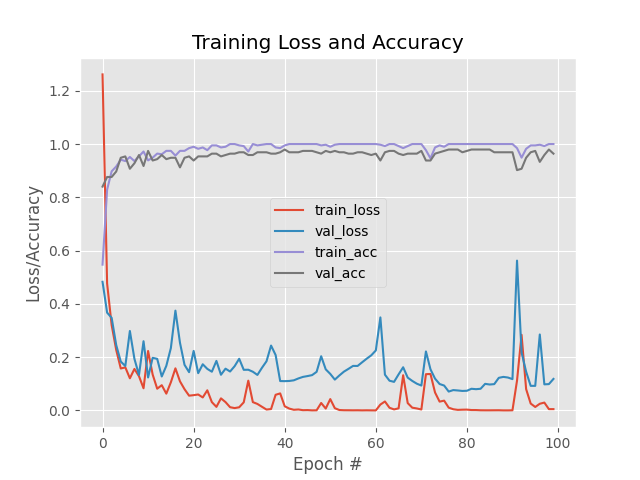 Training Loss and Accuracy
1.2
1.0
0.8
0.6
0.4
0.2
0.0
Loss/Accuracy
train_loss
val_loss
train_acc
val_acc
0 20 40 60 80 100
Epoch #